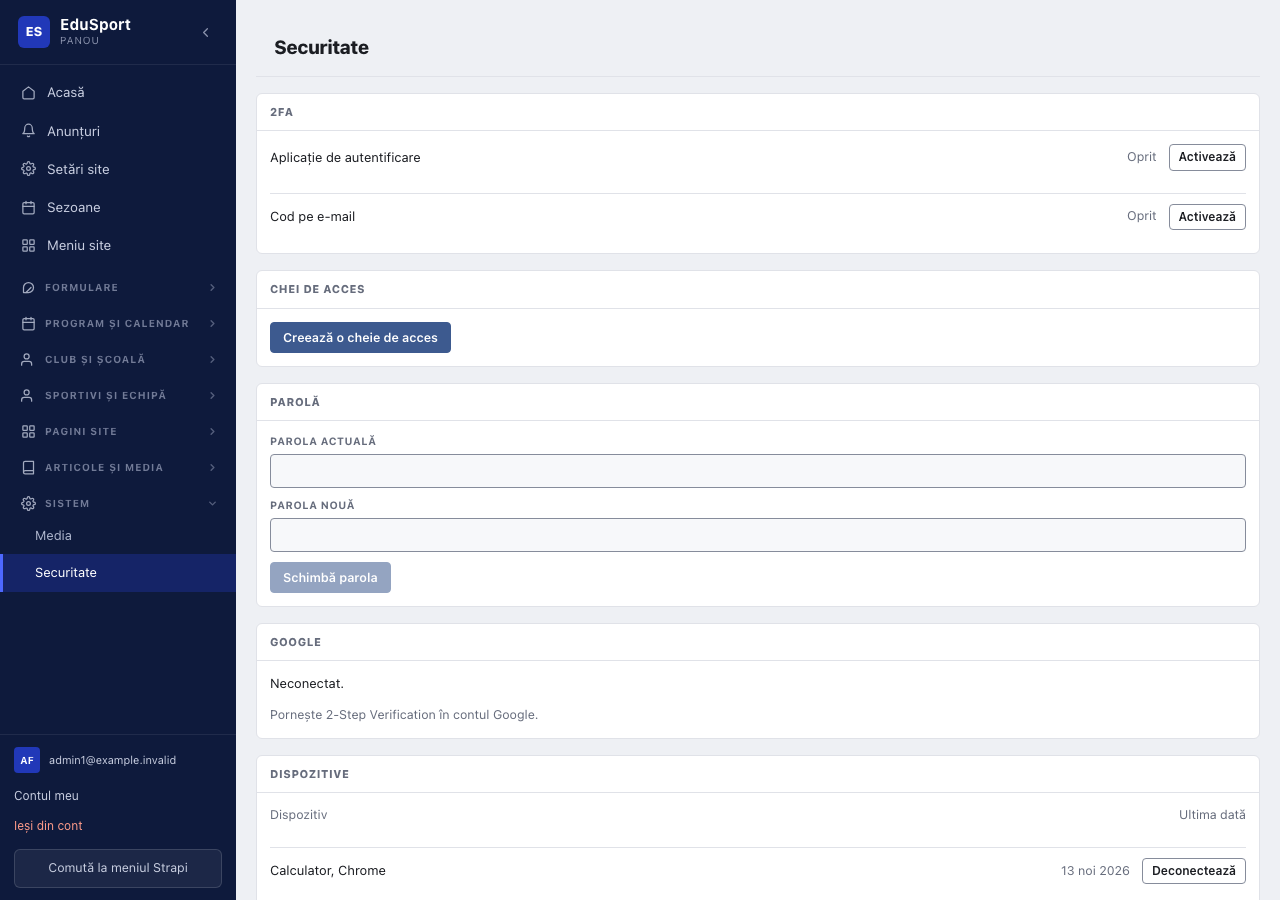 ES
EduSport
PANOU
Acasă
Anunțuri
Setări site
Sezoane
Meniu site
FORMULARE
PROGRAM ȘI CALENDAR
CLUB ȘI ȘCOALĂ
SPORTIVI ȘI ECHIPĂ
PAGINI SITE
ARTICOLE ȘI MEDIA
SISTEM
Media
Securitate
AF
admin1@example.invalid
Contul meu
Ieși din cont
Comută la meniul Strapi
Securitate
2FA
Aplicație de autentificare Oprit Activează
Cod pe e-mail Oprit Activează
CHEI DE ACCES
Creează o cheie de acces
PAROLĂ
PAROLA ACTUALĂ
PAROLA NOUĂ
Schimbă parola
GOOGLE
Neconectat.
Pornește 2-Step Verification în contul Google.
DISPOZITIVE
Dispozitiv Ultima dată
Calculator, Chrome 13 noi 2026 Deconectează